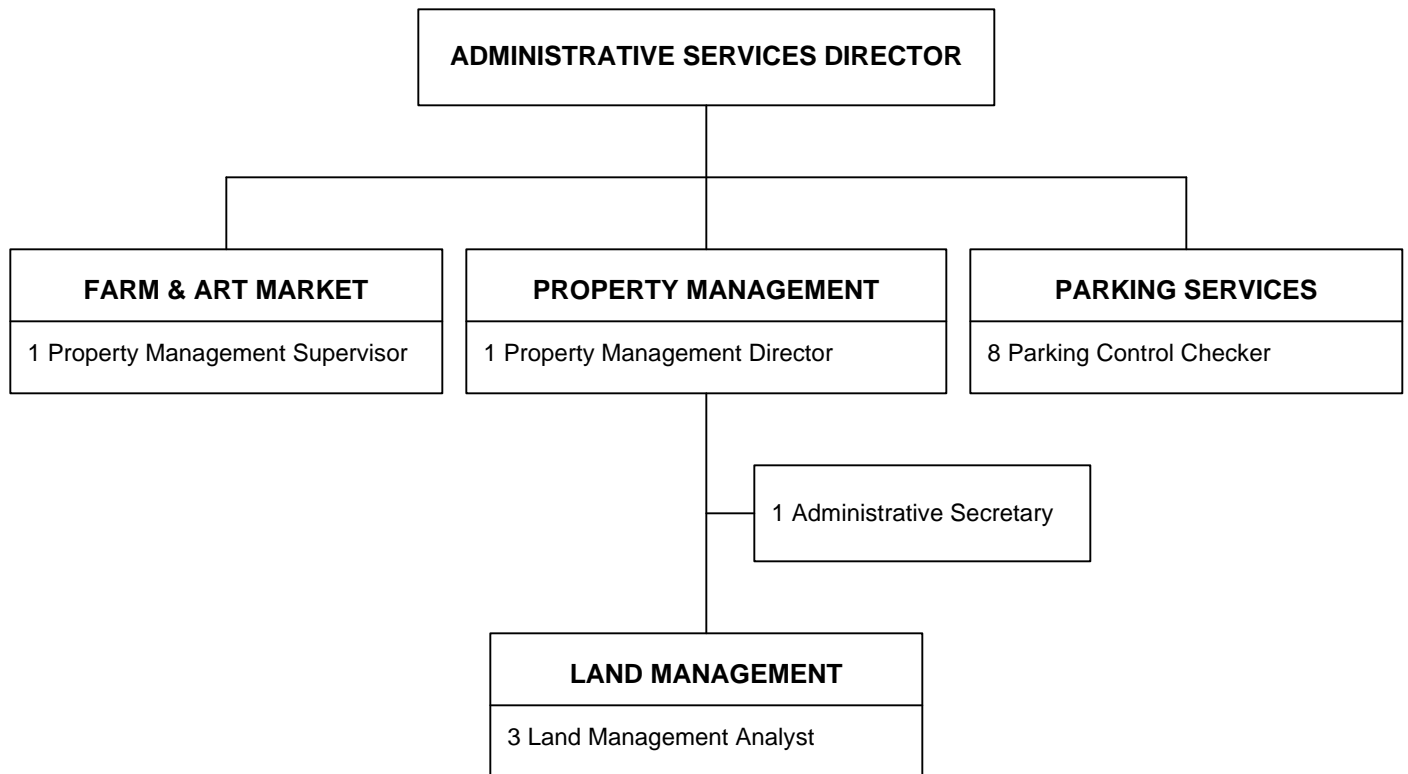 ADMINISTRATIVE SERVICES DIRECTOR
FARM & ART MARKET
1 Property Management Supervisor
PROPERTY MANAGEMENT
1 Property Management Director
PARKING SERVICES
8 Parking Control Checker
1 Administrative Secretary
LAND MANAGEMENT
3 Land Management Analyst